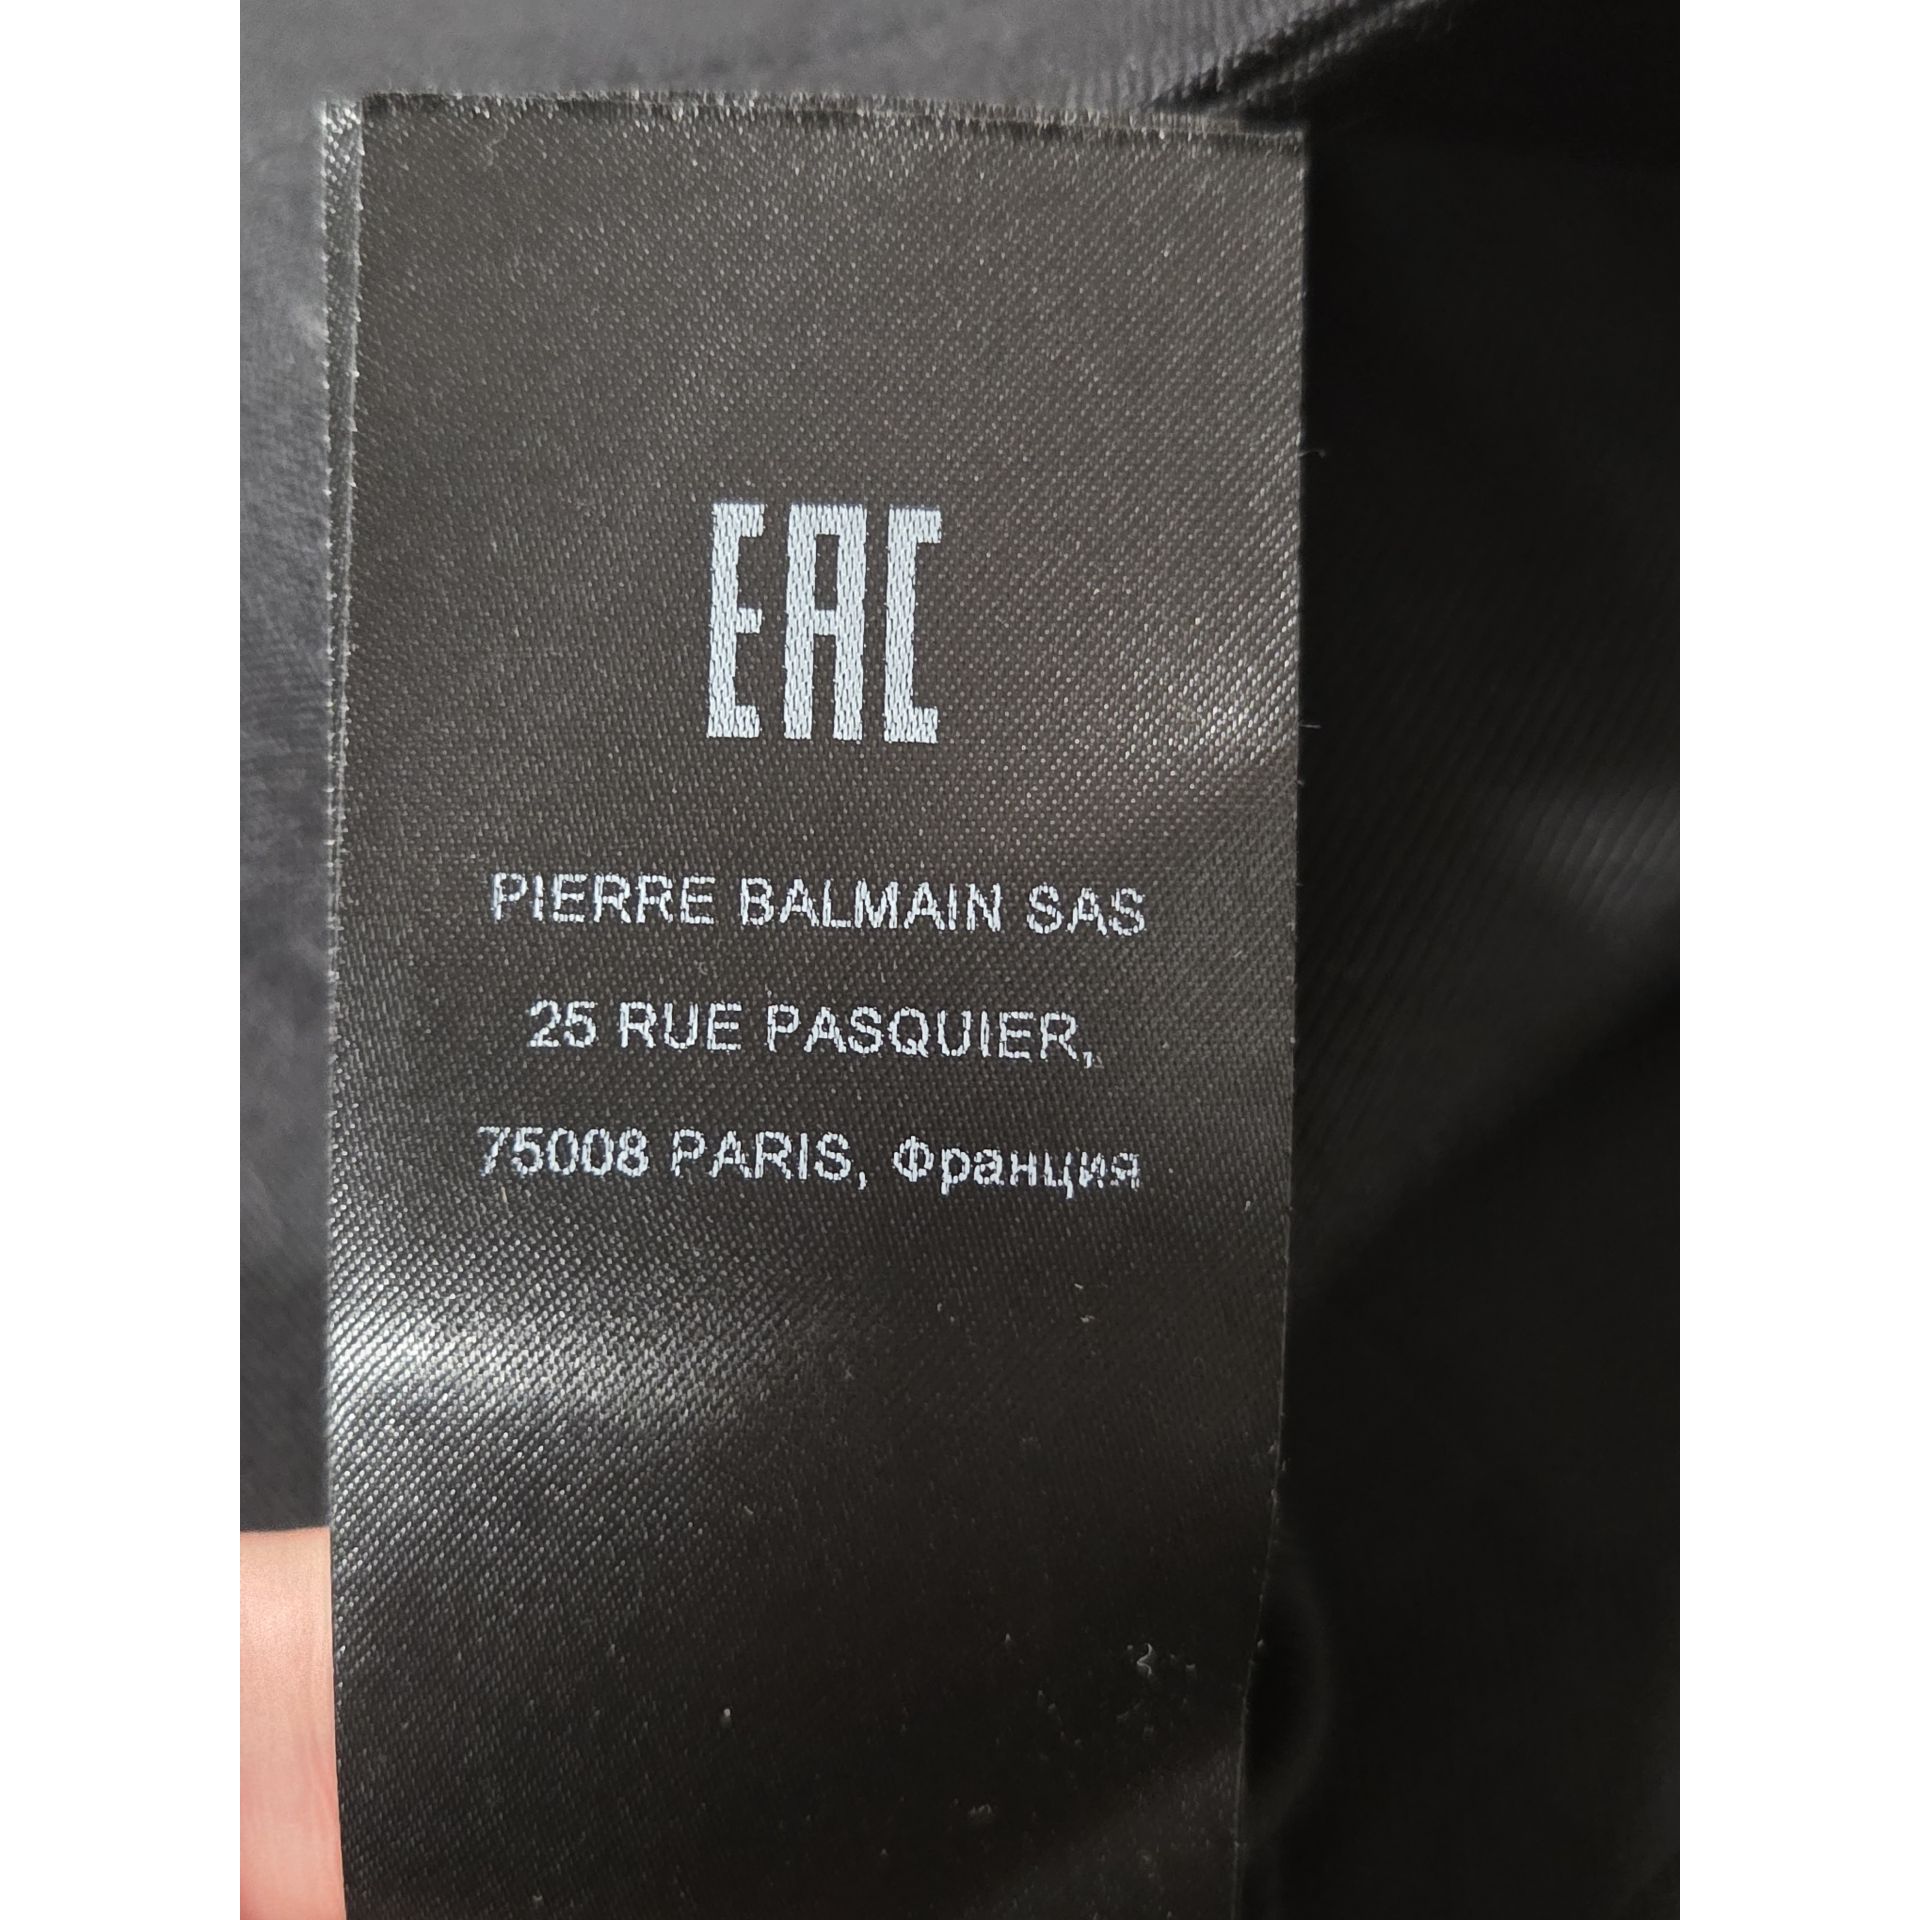 EAC
PIERRE BALMAIN SAS
25 RUE PASQUIER,
75008 PARIS, Франция